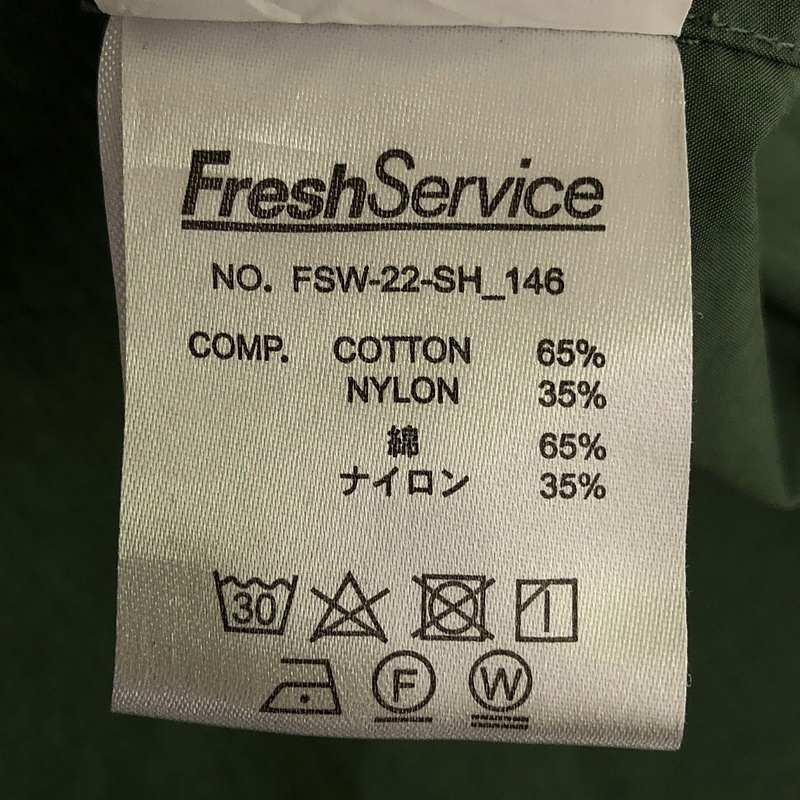 FreshService
NO. FSW-22-SH_146
COMP. COTTON 65%
NYLON 35%
綿 65%
ナイロン 35%
30
F W